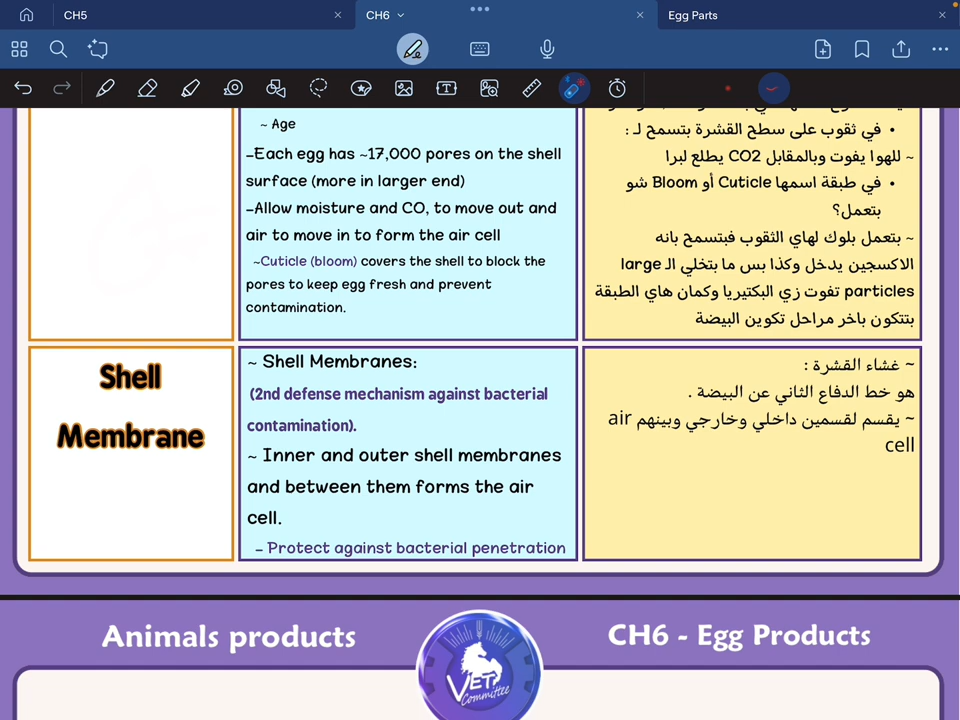 CH5
CH6
Egg Parts
~ Age
-Each egg has ~17,000 pores on the shell
surface (more in larger end)
-Allow moisture and CO, to move out and
air to move in to form the air cell
~Cuticle (bloom) covers the shell to block the
pores to keep egg fresh and prevent
contamination.
• في ثقوب على سطح القشرة بتسمح لـ :
~ للهوا يفوت وبالمقابل CO2 يطلع لبرا
• في طبقة اسمها Cuticle أو Bloom شو
بتعمل؟
~ بتعمل بلوك لهاي الثقوب فبتسمح بانه
الاكسجين يدخل وكذا بس ما بتخلي الـ large
particles تفوت زي البكتيريا وكمان هاي الطبقة
بتتكون باخر مراحل تكوين البيضة
Shell
Membrane
~ Shell Membranes:
(2nd defense mechanism against bacterial
contamination).
~ Inner and outer shell membranes
and between them forms the air
cell.
- Protect against bacterial penetration
~ غشاء القشرة :
هو خط الدفاع الثاني عن البيضة .
~ يقسم لقسمين داخلي وخارجي وبينهم air
cell
Animals products
VET
Committee
CH6 - Egg Products